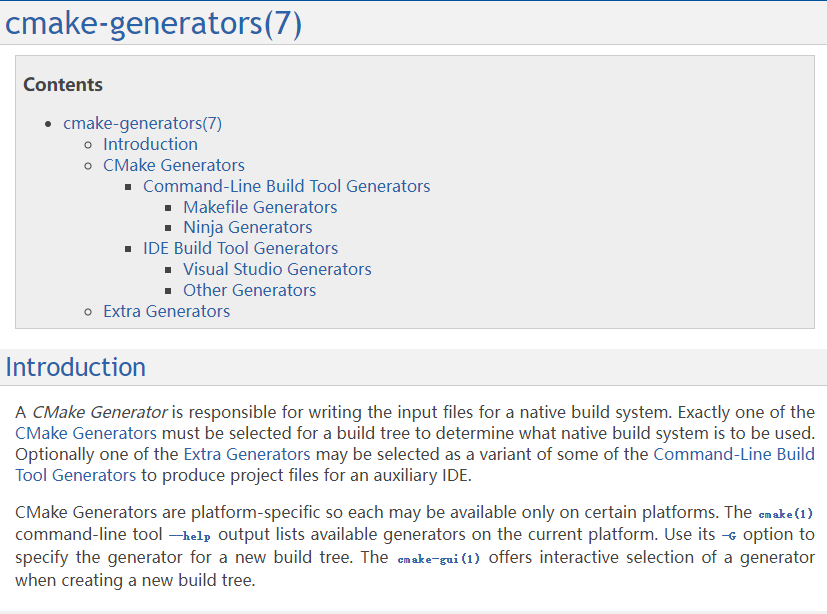 cmake-generators(7)
Contents
cmake-generators(7)
Introduction
CMake Generators
Command-Line Build Tool Generators
Makefile Generators
Ninja Generators
IDE Build Tool Generators
Visual Studio Generators
Other Generators
Extra Generators
Introduction
A CMake Generator is responsible for writing the input files for a native build system. Exactly one of the
CMake Generators must be selected for a build tree to determine what native build system is to be used.
Optionally one of the Extra Generators may be selected as a variant of some of the Command-Line Build
Tool Generators to produce project files for an auxiliary IDE.
CMake Generators are platform-specific so each may be available only on certain platforms. The cmake(1)
command-line tool --help output lists available generators on the current platform. Use its -G option to
specify the generator for a new build tree. The cmake-gui(1) offers interactive selection of a generator
when creating a new build tree.